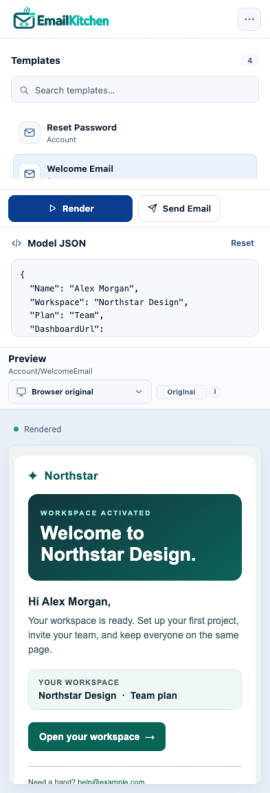 EmailKitchen
Templates
4
Search templates...
Reset Password
Account
Welcome Email
Render
Send Email
</> Model JSON
Reset
{
"Name": "Alex Morgan",
"Workspace": "Northstar Design",
"Plan": "Team",
"DashboardUrl":
Preview
Account/WelcomeEmail
Browser original
Original
i
Rendered
Northstar
WORKSPACE ACTIVATED
Welcome to
Northstar Design.
Hi Alex Morgan,
Your workspace is ready. Set up your first project,
invite your team, and keep everyone on the same
page.
YOUR WORKSPACE
Northstar Design · Team plan
Open your workspace →
Need a hand? help@example.com